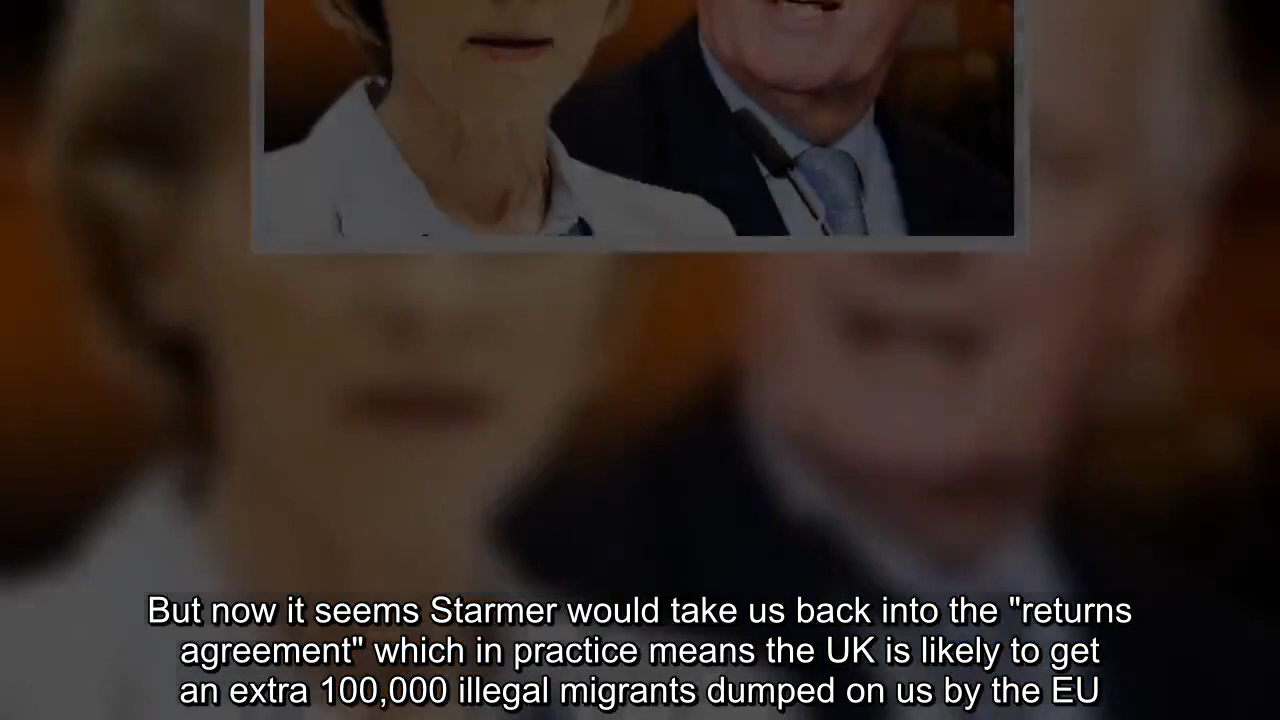 But now it seems Starmer would take us back into the "returns
agreement" which in practice means the UK is likely to get
an extra 100,000 illegal migrants dumped on us by the EU